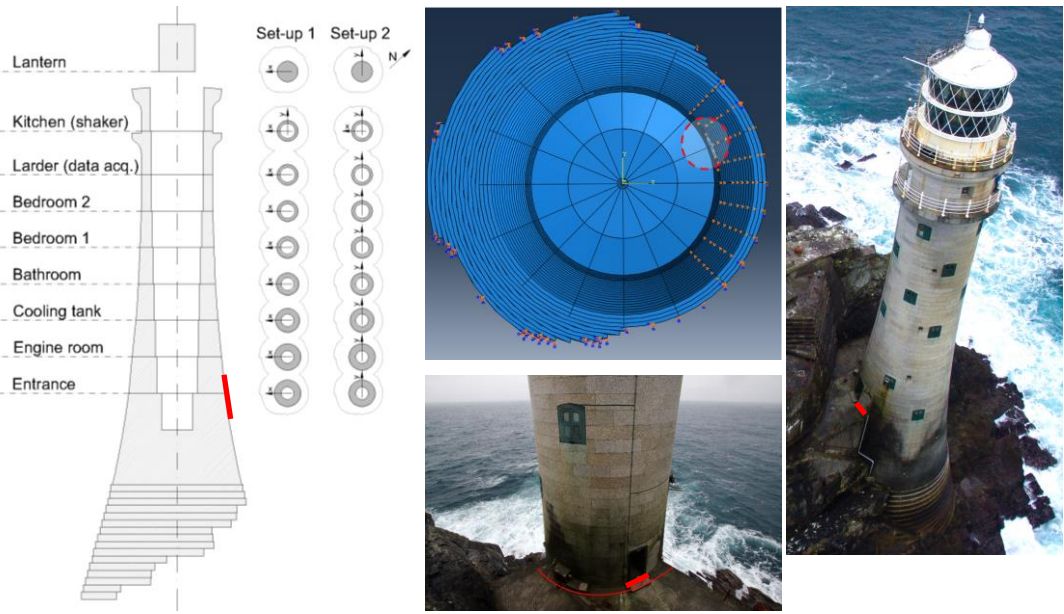 Set-up 1
Set-up 2
N
Lantern
Kitchen (shaker)
Larder (data acq.)
Bedroom 2
Bedroom 1
Bathroom
Cooling tank
Engine room
Entrance